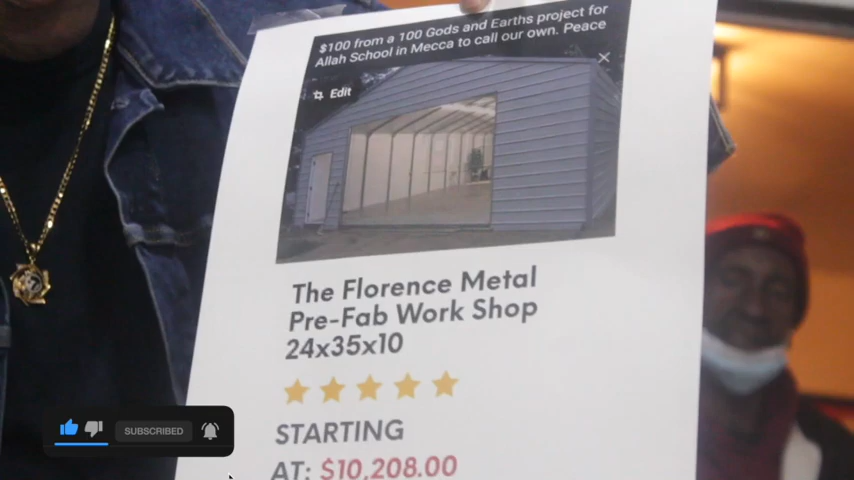 $100 from a 100 Gods and Earths project for
Allah School in Mecca to call our own. Peace
Edit
The Florence Metal
Pre-Fab Work Shop
24x35x10
STARTING
AT: $10,208.00
SUBSCRIBED